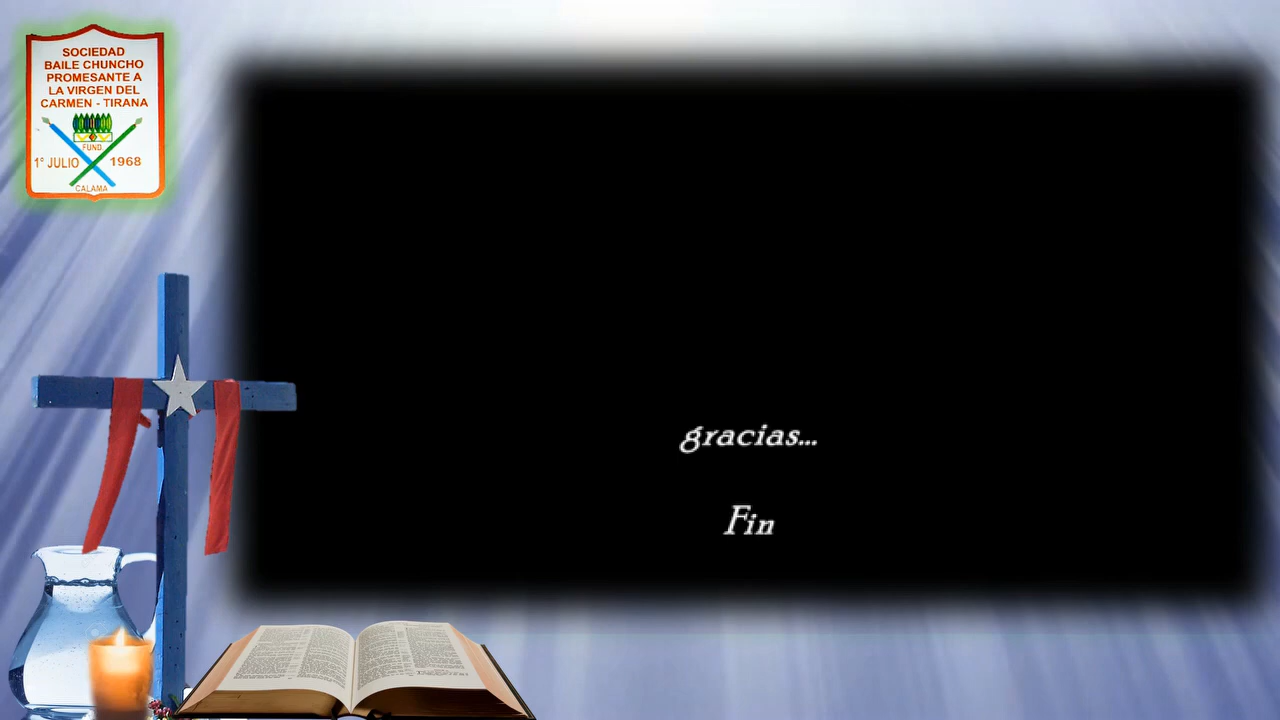 SOCIEDAD
BAILE CHUNCHO
PROMESANTE A
LA VIRGEN DEL
CARMEN - TIRANA
FUND
1° JULIO 1968
CALAMA
gracias...
Fin